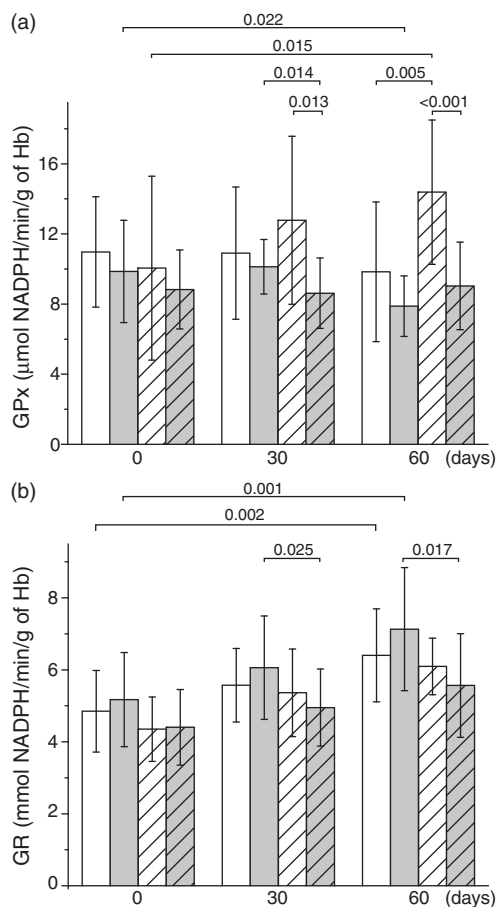 (a)
0.022
0.015
0.014 0.005
0.013 <0.001
GPx (μmol NADPH/min/g of Hb)
16
12
8
4
0
0 30 60 (days)
(b)
0.001
0.002
0.025 0.017
GR (mmol NADPH/min/g of Hb)
8
6
4
2
0
0 30 60 (days)